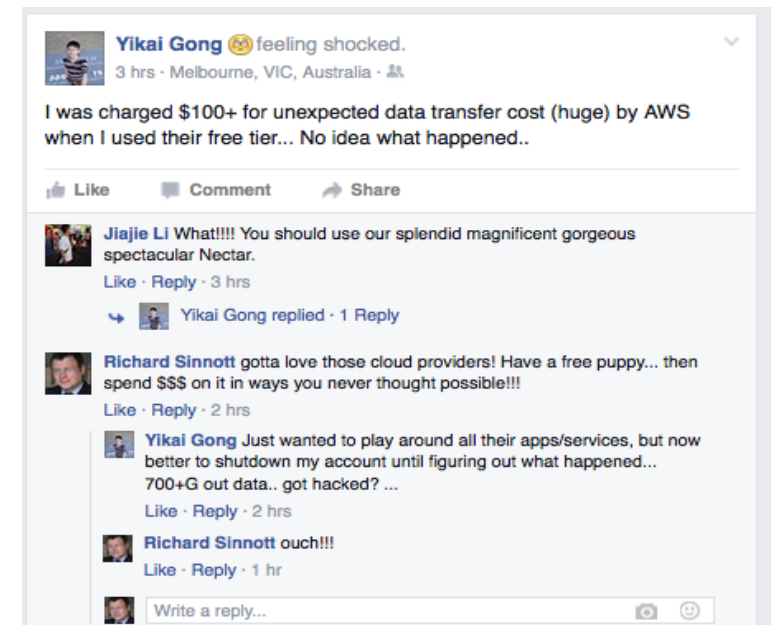 Yikai Gong feeling shocked.
3 hrs · Melbourne, VIC, Australia ·
I was charged $100+ for unexpected data transfer cost (huge) by AWS
when I used their free tier... No idea what happened..
Like Comment Share
Jiajie Li What!!!! You should use our splendid magnificent gorgeous
spectacular Nectar.
Like · Reply · 3 hrs
Yikai Gong replied · 1 Reply
Richard Sinnott gotta love those cloud providers! Have a free puppy... then
spend $$$ on it in ways you never thought possible!!!
Like · Reply · 2 hrs
Yikai Gong Just wanted to play around all their apps/services, but now
better to shutdown my account until figuring out what happened...
700+G out data.. got hacked? ...
Like · Reply · 2 hrs
Richard Sinnott ouch!!!
Like · Reply · 1 hr
Write a reply...